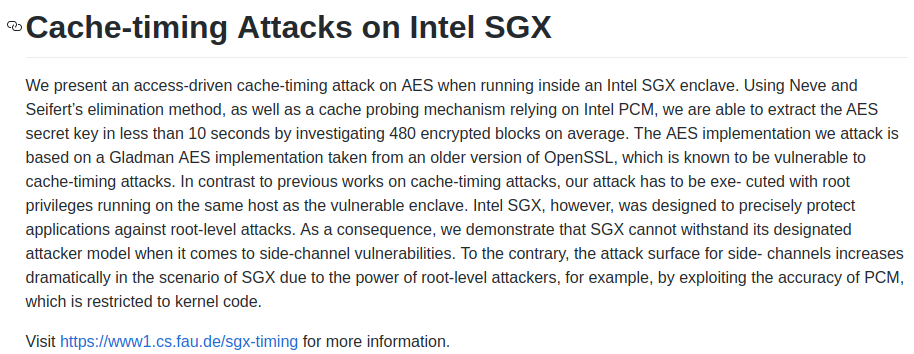 Cache-timing Attacks on Intel SGX
We present an access-driven cache-timing attack on AES when running inside an Intel SGX enclave. Using Neve and
Seifert’s elimination method, as well as a cache probing mechanism relying on Intel PCM, we are able to extract the AES
secret key in less than 10 seconds by investigating 480 encrypted blocks on average. The AES implementation we attack is
based on a Gladman AES implementation taken from an older version of OpenSSL, which is known to be vulnerable to
cache-timing attacks. In contrast to previous works on cache-timing attacks, our attack has to be exe- cuted with root
privileges running on the same host as the vulnerable enclave. Intel SGX, however, was designed to precisely protect
applications against root-level attacks. As a consequence, we demonstrate that SGX cannot withstand its designated
attacker model when it comes to side-channel vulnerabilities. To the contrary, the attack surface for side- channels increases
dramatically in the scenario of SGX due to the power of root-level attackers, for example, by exploiting the accuracy of PCM,
which is restricted to kernel code.
Visit https://www1.cs.fau.de/sgx-timing for more information.